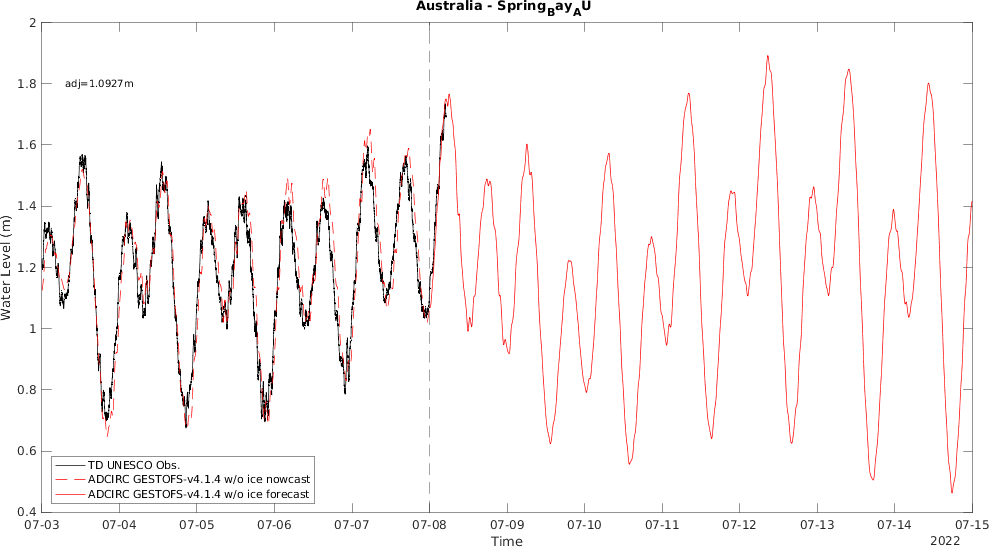 Australia - Spring_Bay_AU
2
1.8
1.6
1.4
1.2
1
0.8
0.6
0.4
Water Level (m)
adj=1.0927m
TD UNESCO Obs.
ADCIRC GESTOFS-v4.1.4 w/o ice nowcast
ADCIRC GESTOFS-v4.1.4 w/o ice forecast
07-03 07-04 07-05 07-06 07-07 07-08 07-09 07-10 07-11 07-12 07-13 07-14 07-15
Time
2022